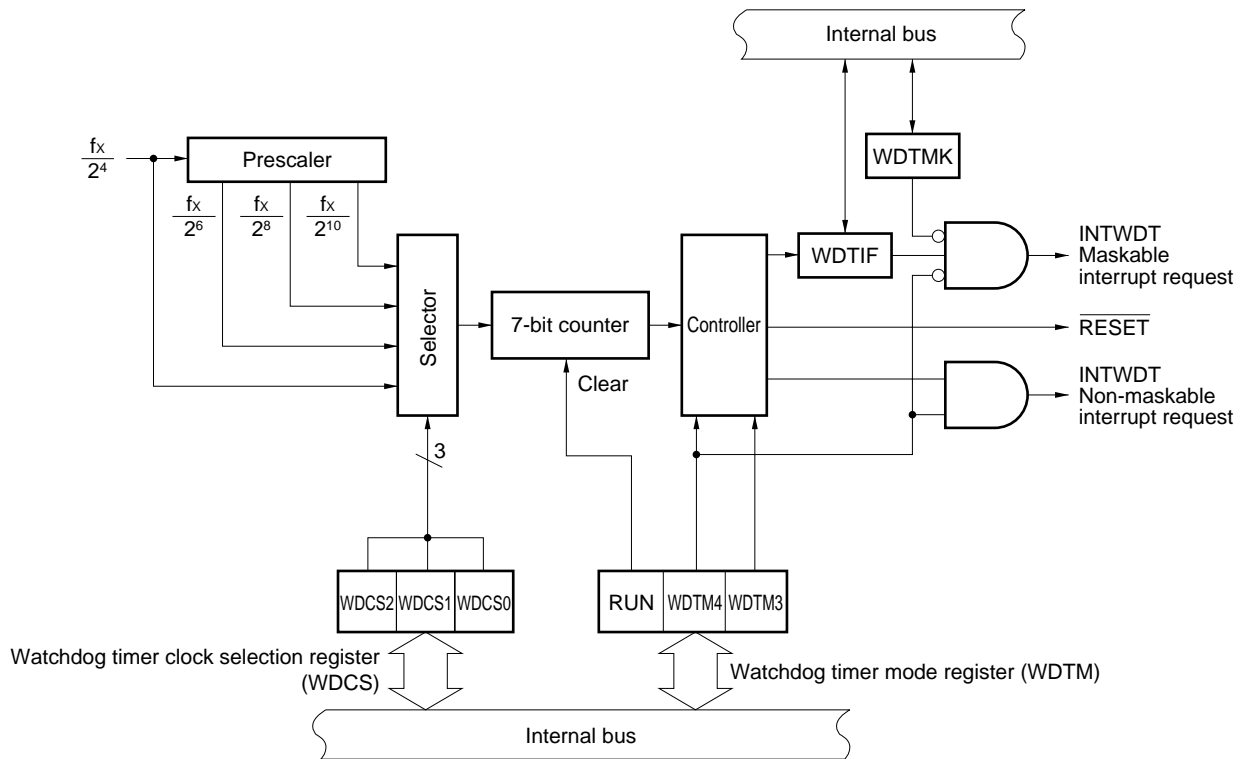 Internal bus
fX
2⁴
Prescaler
WDTMK
fX
2⁶
fX
2⁸
fX
2¹⁰
Selector
7-bit counter
Controller
WDTIF
INTWDT
Maskable
interrupt request
RESET
Clear
INTWDT
Non-maskable
interrupt request
3
WDCS2 WDCS1 WDCS0
RUN WDTM4 WDTM3
Watchdog timer clock selection register
(WDCS)
Watchdog timer mode register (WDTM)
Internal bus